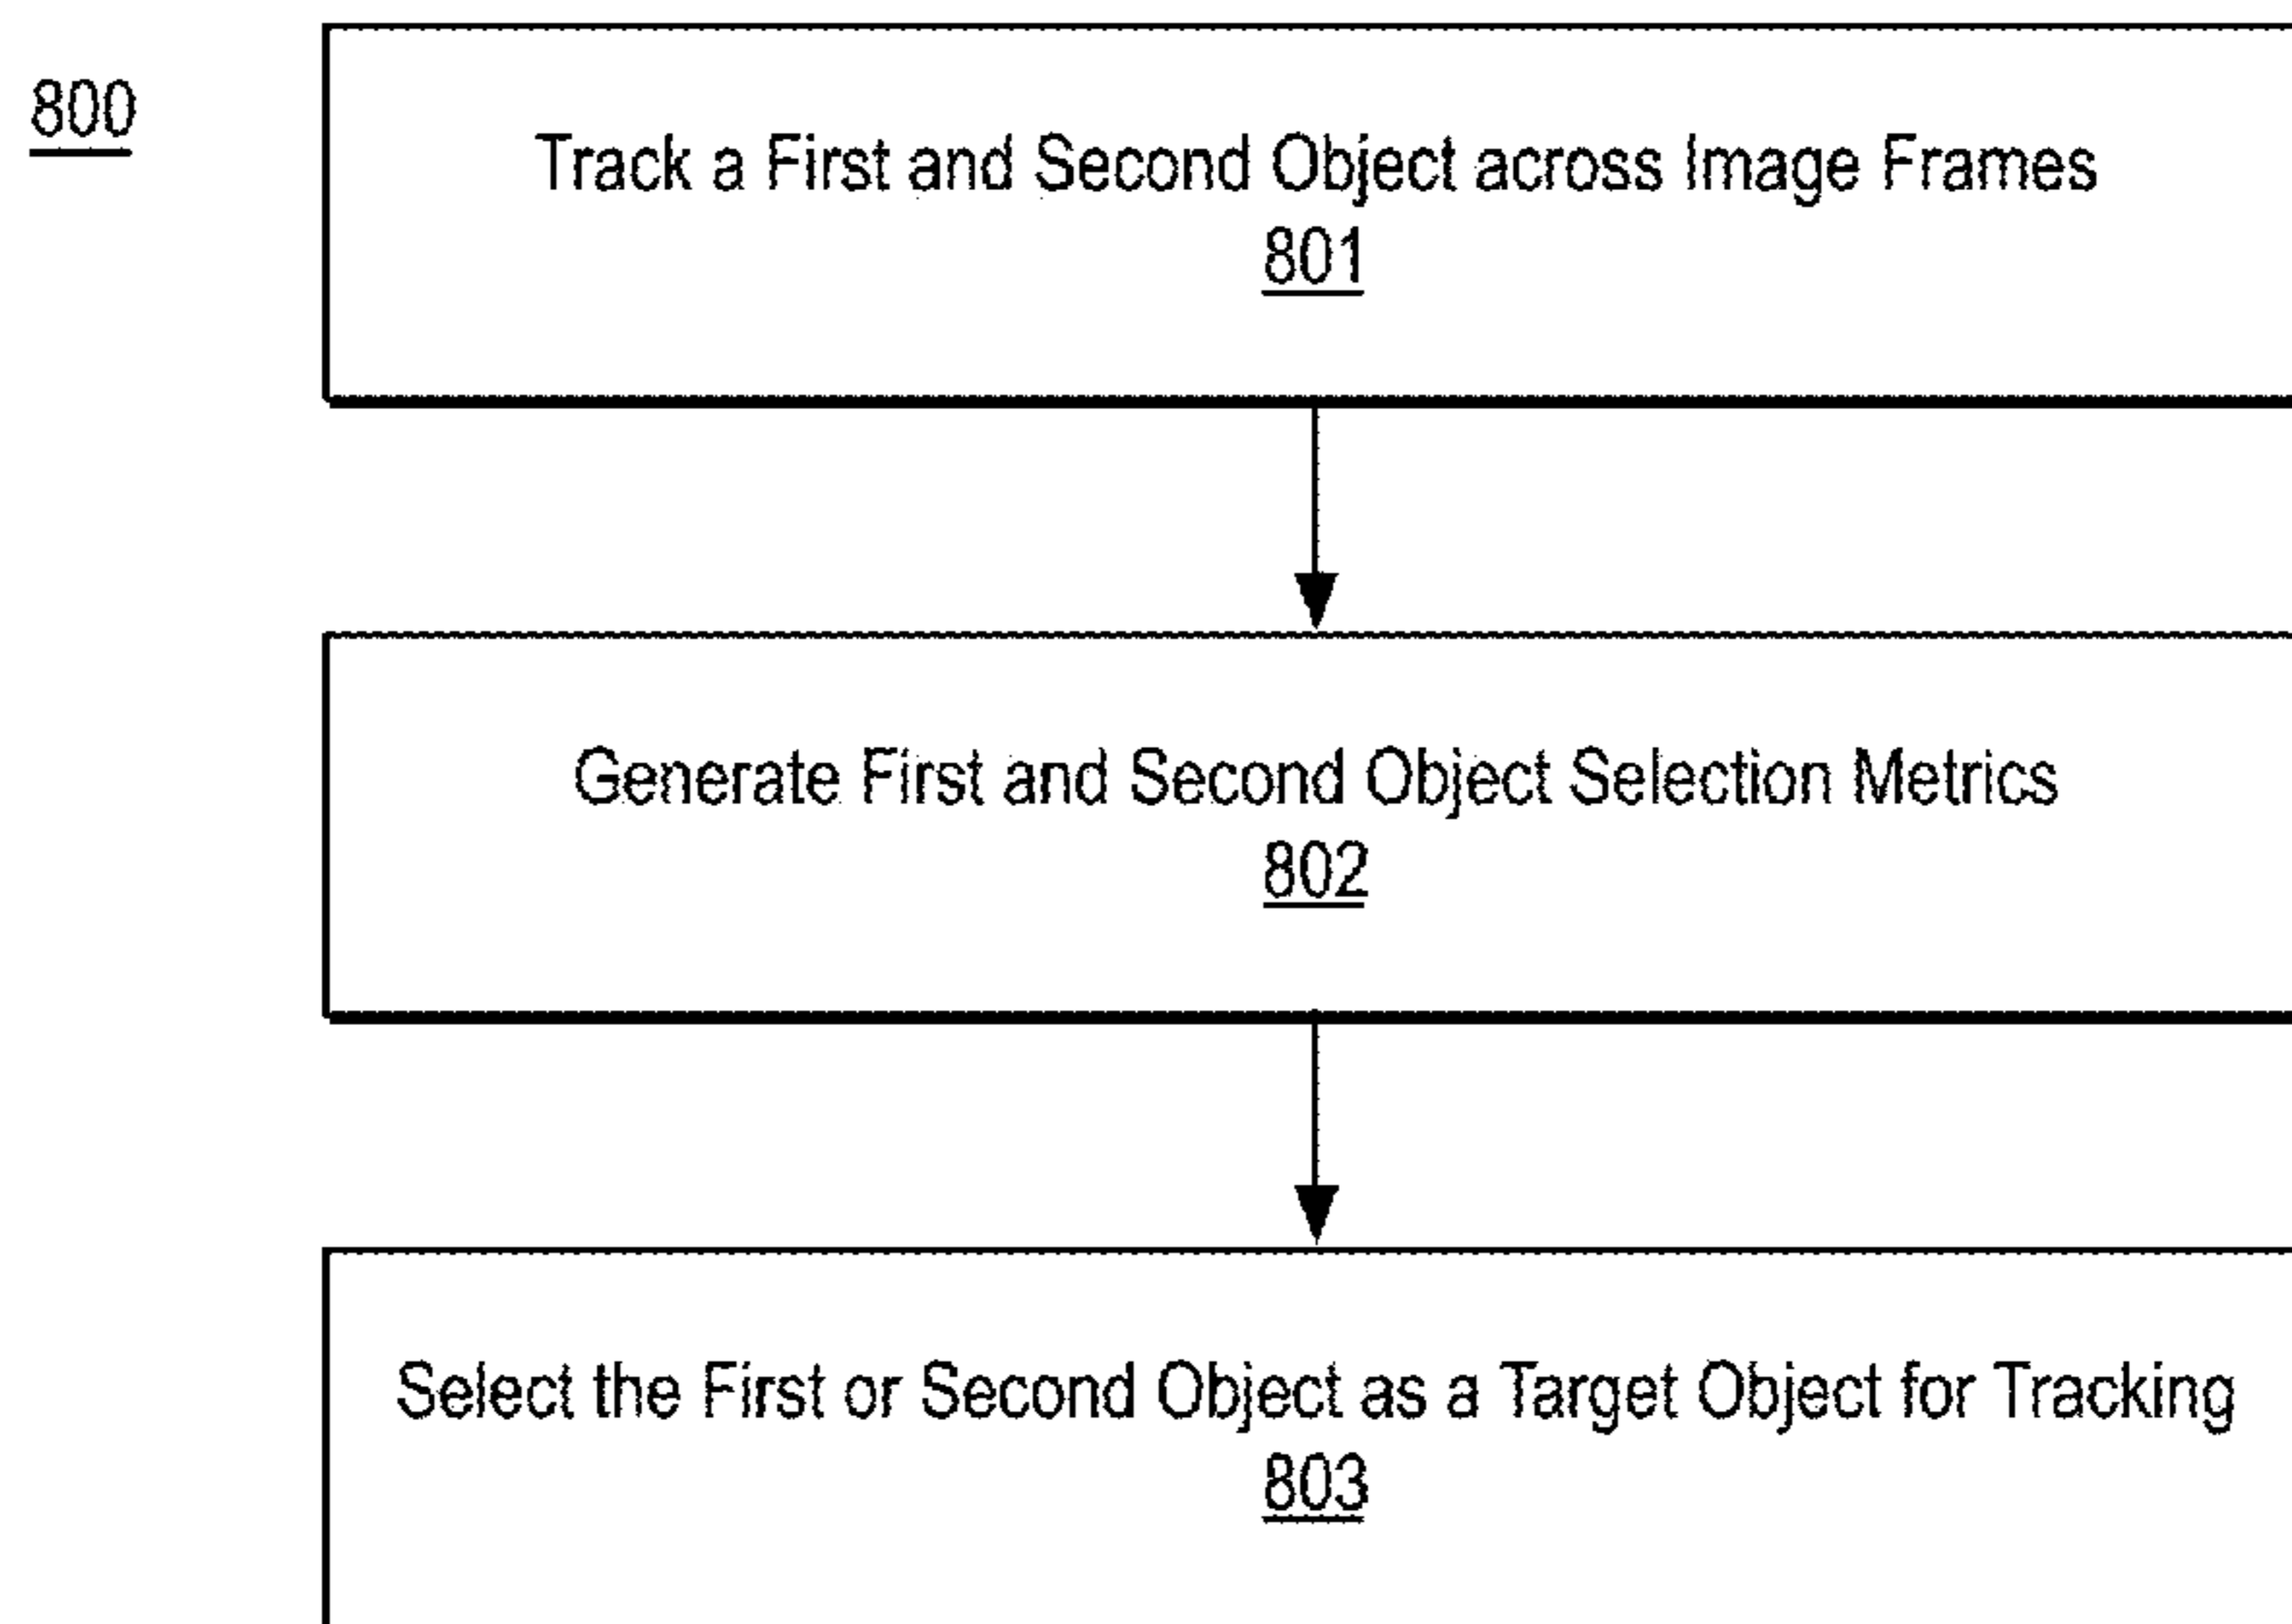 800
Track a First and Second Object across Image Frames
801
Generate First and Second Object Selection Metrics
802
Select the First or Second Object as a Target Object for Tracking
803